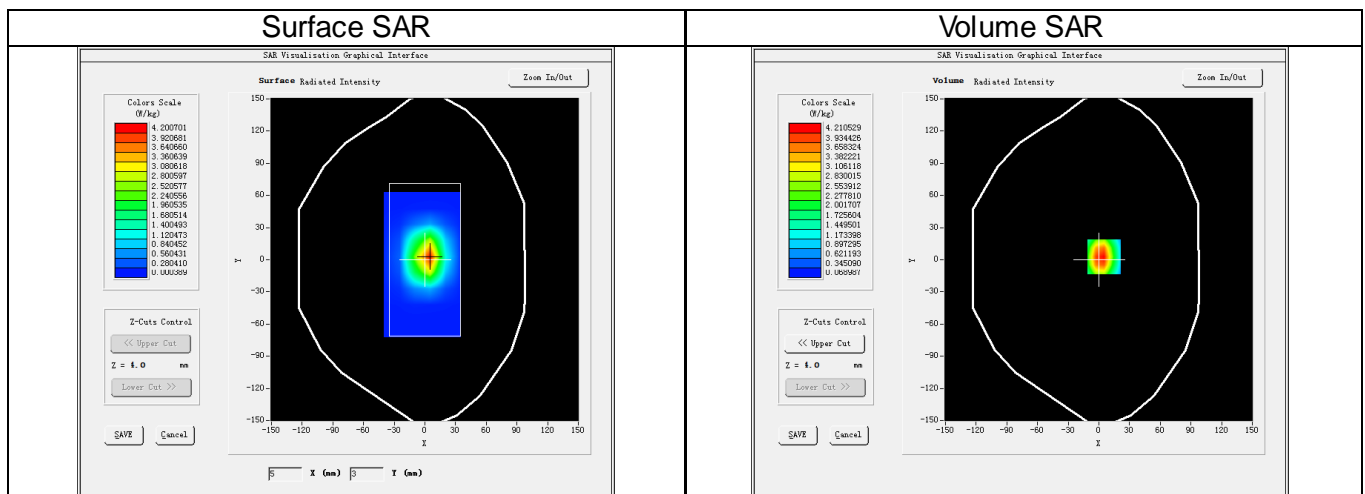 Surface SAR
Volume SAR
SAR Visualisation Graphical Interface
Surface Radiated Intensity
Zoom In/Out
Colors Scale
(W/kg)
4.200701
3.920681
3.640660
3.360639
3.080618
2.800597
2.520577
2.240556
1.960535
1.680514
1.400493
1.120473
0.840452
0.560431
0.280410
0.000389
150
120
90
60
30
0
-30
-60
-90
-120
-150
Y
-150 -120 -90 -60 -30 0 30 60 90 120 150
X
Z-Cuts Control
<< Upper Cut
Z = 4.0 mm
Lower Cut >>
SAVE Cancel
5 X (mm) 3 Y (mm)
SAR Visualisation Graphical Interface
Volume Radiated Intensity
Zoom In/Out
Colors Scale
(W/kg)
4.210529
3.934426
3.658324
3.382221
3.106118
2.830015
2.553912
2.277810
2.001707
1.725604
1.449501
1.173398
0.897295
0.621193
0.345090
0.068987
150
120
90
60
30
0
-30
-60
-90
-120
-150
Y
-150 -120 -90 -60 -30 0 30 60 90 120 150
X
Z-Cuts Control
<< Upper Cut
Z = 4.0 mm
Lower Cut >>
SAVE Cancel